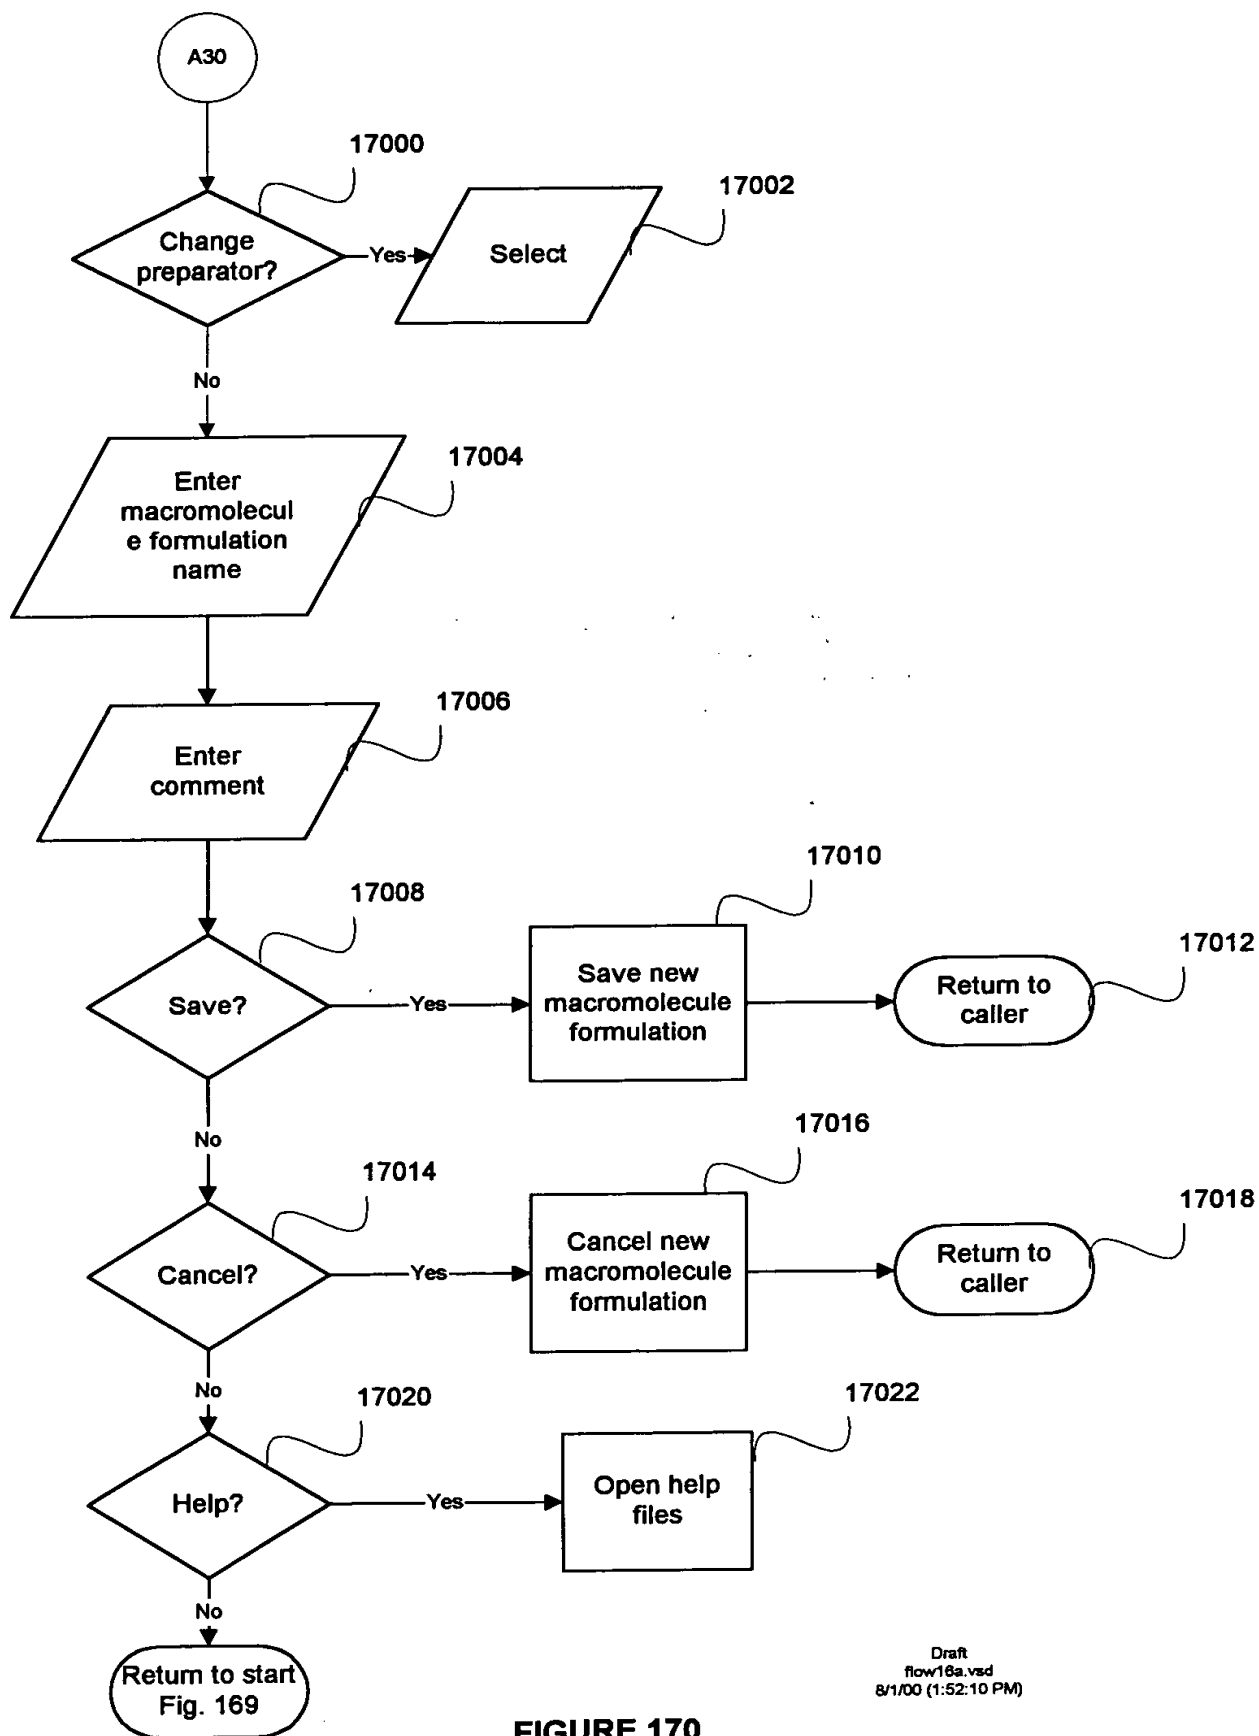 A30
17000
Change
preparator?
Yes
17002
Select
No
17004
Enter
macromolecul
e formulation
name
17006
Enter
comment
17008
Save?
Yes
17010
Save new
macromolecule
formulation
17012
Return to
caller
No
17014
Cancel?
Yes
17016
Cancel new
macromolecule
formulation
17018
Return to
caller
No
17020
Help?
Yes
17022
Open help
files
No
Return to start
Fig. 169
Draft
flow16a.vsd
8/1/00 (1:52:10 PM)
FIGURE 170